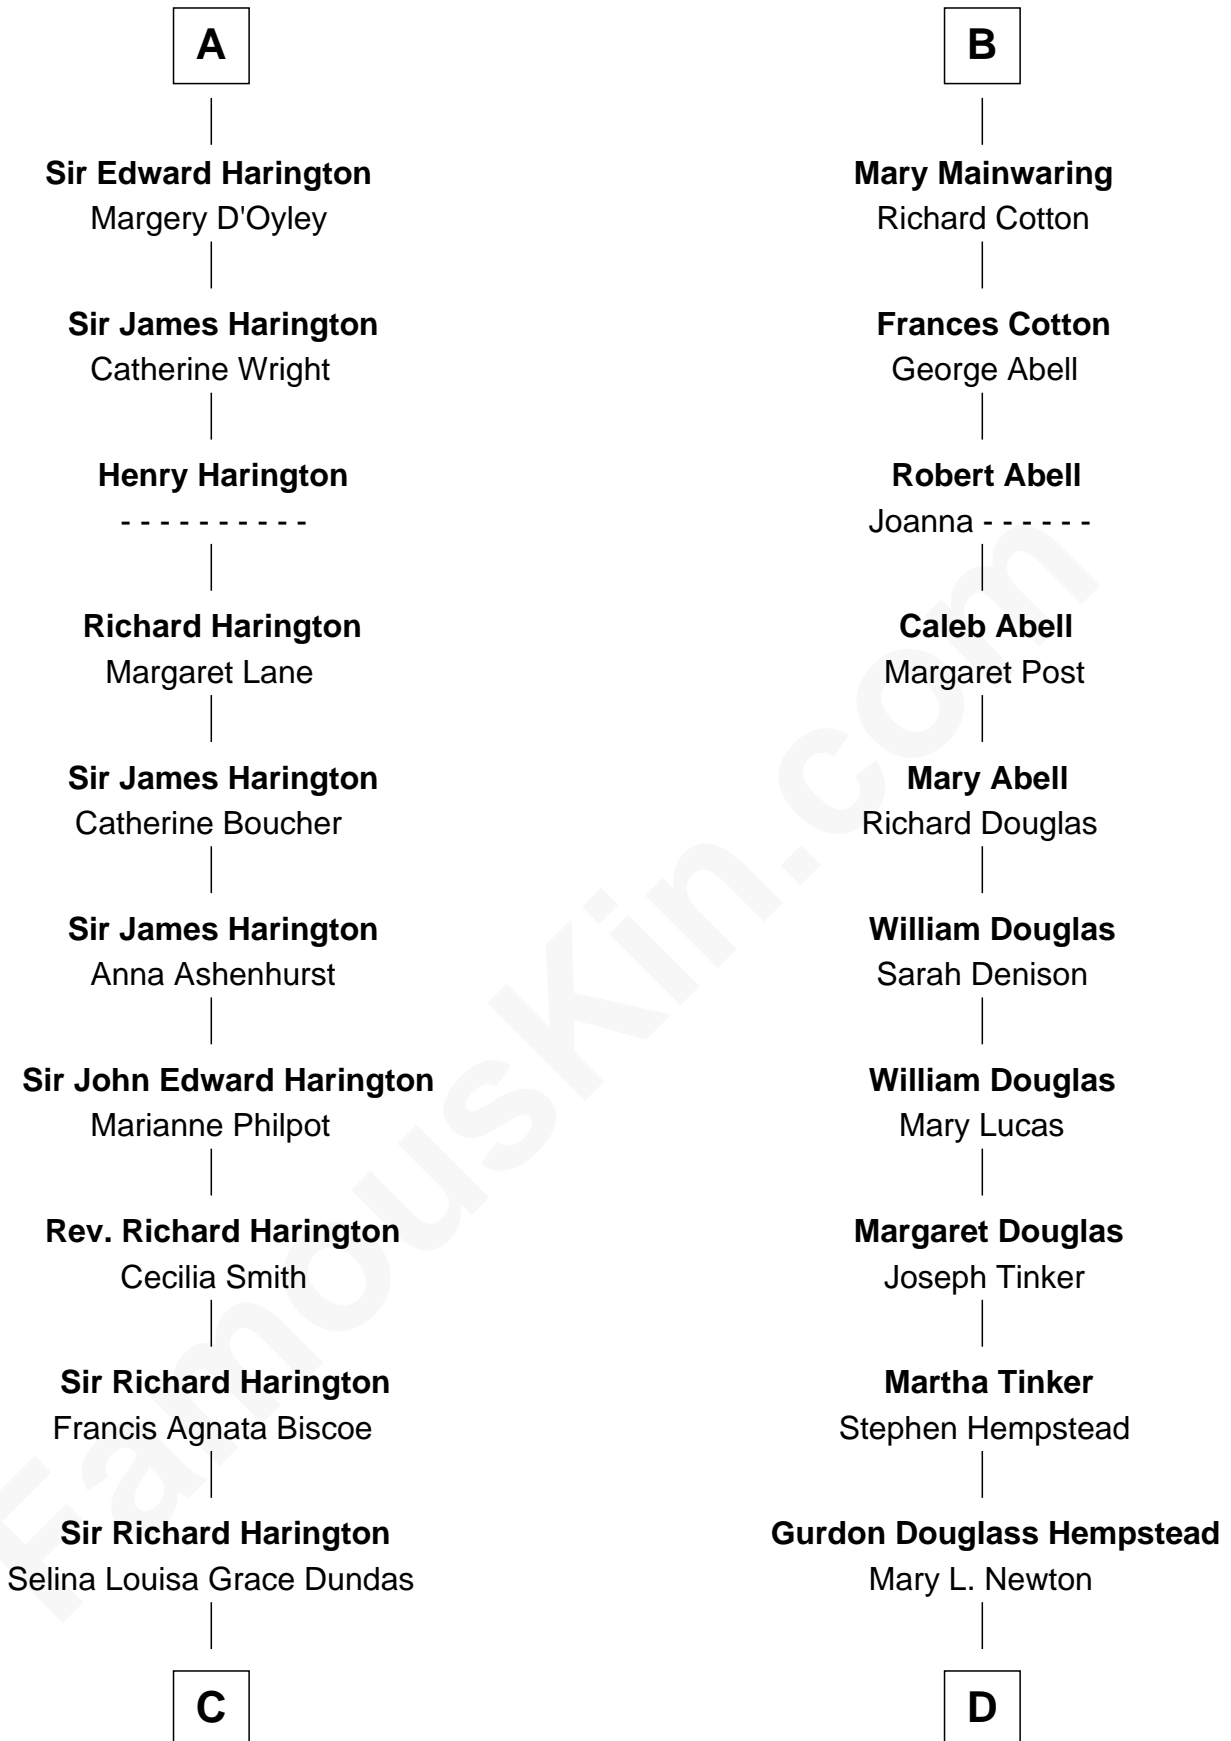 A
Sir Edward Harington
Margery D'Oyley
Sir James Harington
Catherine Wright
Henry Harington
- - - - - - - - - -
Richard Harington
Margaret Lane
Sir James Harington
Catherine Boucher
Sir James Harington
Anna Ashenhurst
Sir John Edward Harington
Marianne Philpot
Rev. Richard Harington
Cecilia Smith
Sir Richard Harington
Francis Agnata Biscoe
Sir Richard Harington
Selina Louisa Grace Dundas
C
B
Mary Mainwaring
Richard Cotton
Frances Cotton
George Abell
Robert Abell
Joanna - - - - - -
Caleb Abell
Margaret Post
Mary Abell
Richard Douglas
William Douglas
Sarah Denison
William Douglas
Mary Lucas
Margaret Douglas
Joseph Tinker
Martha Tinker
Stephen Hempstead
Gurdon Douglass Hempstead
Mary L. Newton
D
FamousKin.com